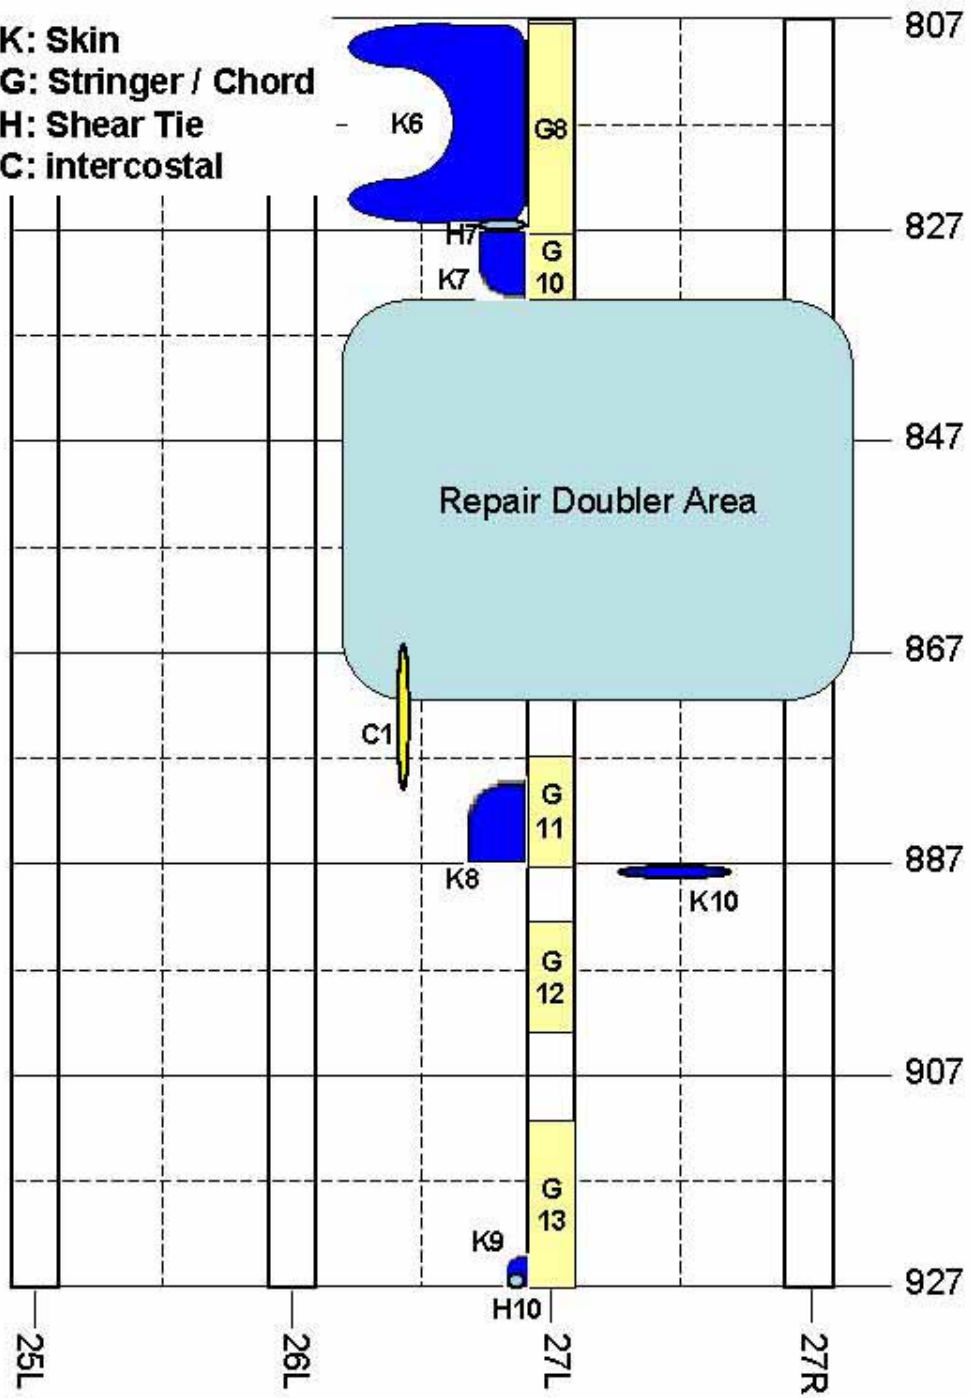 K: Skin
G: Stringer / Chord
H: Shear Tie
C: intercostal
807
K6
G8
H7
827
G
10
K7
847
Repair Doubler Area
867
C1
G
11
887
K8
K10
G
12
907
G
13
K9
927
H10
25L
26L
27L
27R